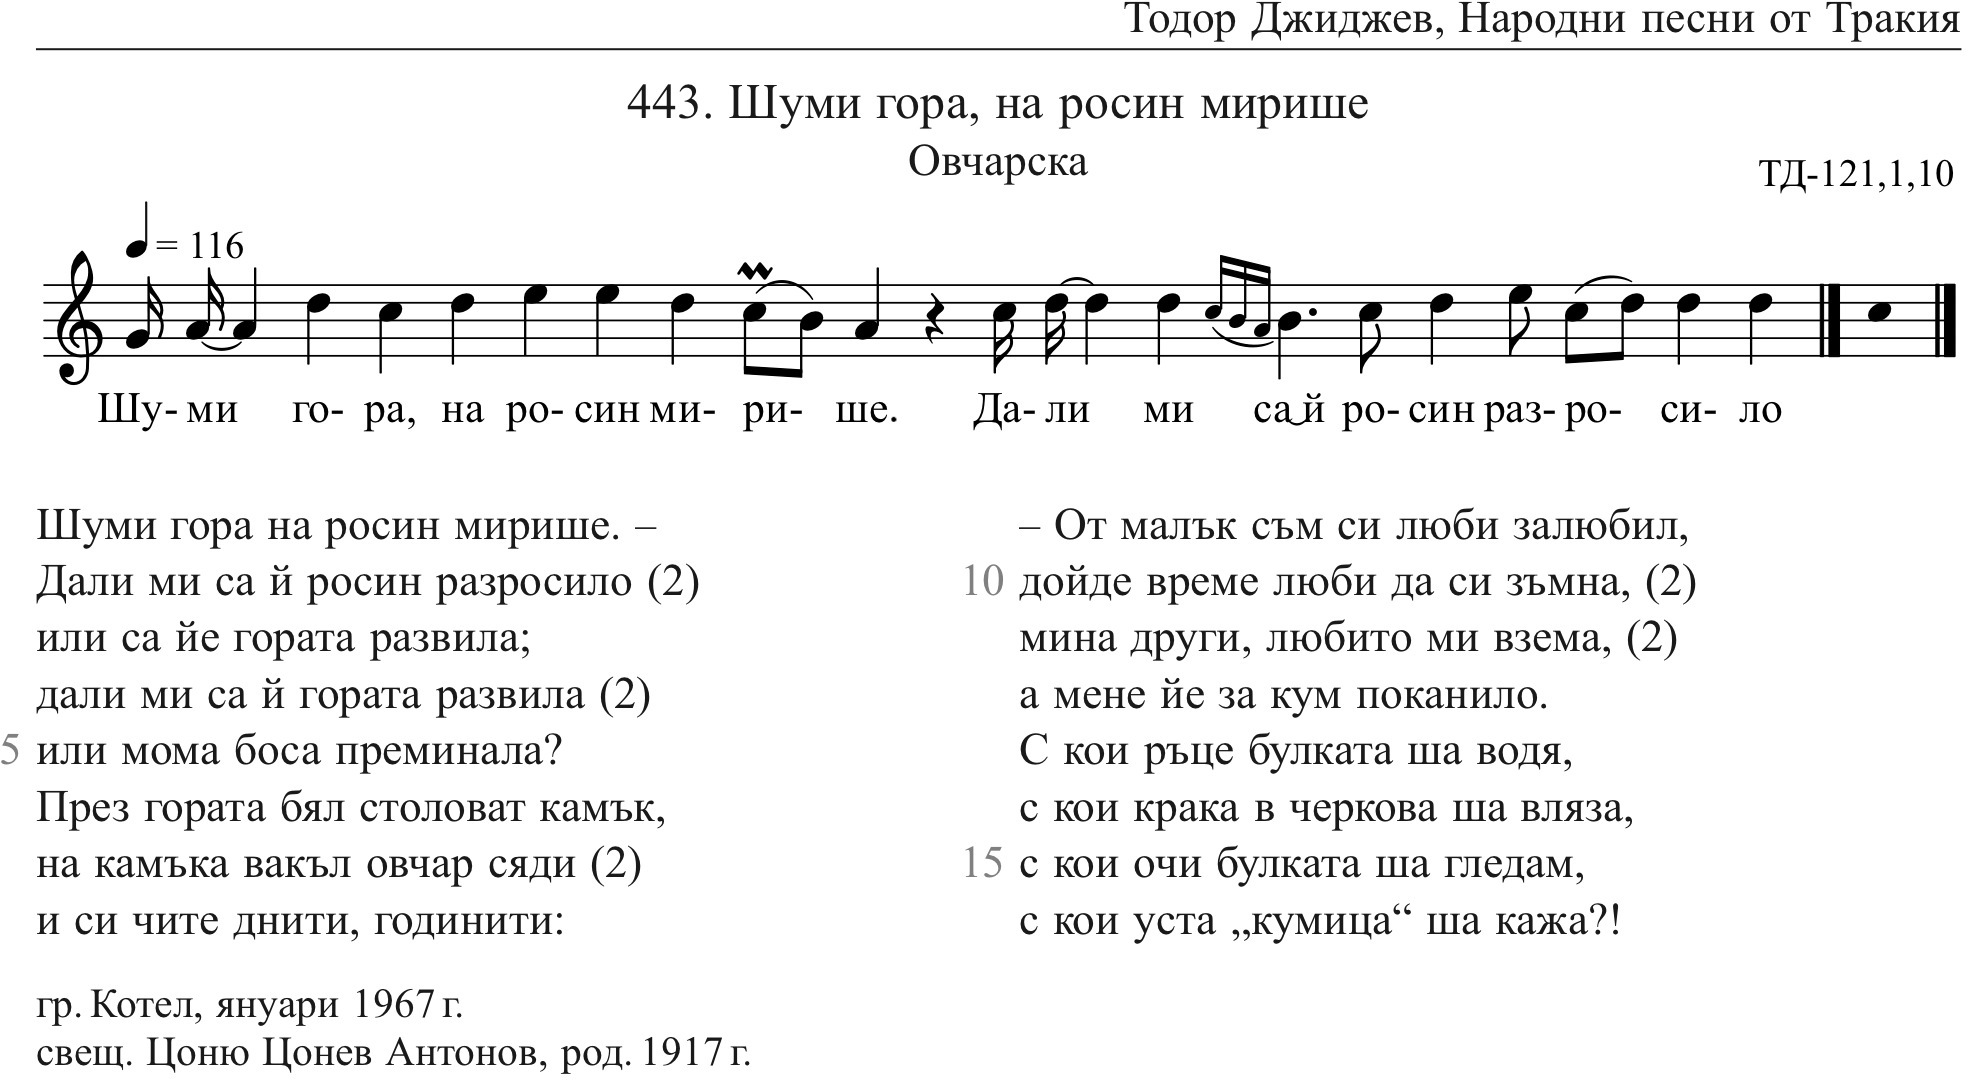 Тодор Джиджев, Народни песни от Тракия
443. Шуми гора, на росин мирише
Овчарска
ТД-121,1,10
= 116
Шу- ми го- ра, на ро- син ми- ри- ше. Да- ли ми са‿й ро- син раз- ро- си- ло
Шуми гора на росин мирише. –
Дали ми са й росин разросило (2)
или са йе гората развила;
дали ми са й гората развила (2)
5 или мома боса преминала?
През гората бял столоват камък,
на камъка вакъл овчар сяди (2)
и си чите днити, годинити:
– От малък съм си люби залюбил,
10 дойде време люби да си зъмна, (2)
мина други, любито ми взема, (2)
а мене йе за кум поканило.
С кои ръце булката ша водя,
с кои крака в черкова ша вляза,
15 с кои очи булката ша гледам,
с кои уста „кумица“ ша кажа?!
гр. Котел, януари 1967 г.
свещ. Цоню Цонев Антонов, род. 1917 г.